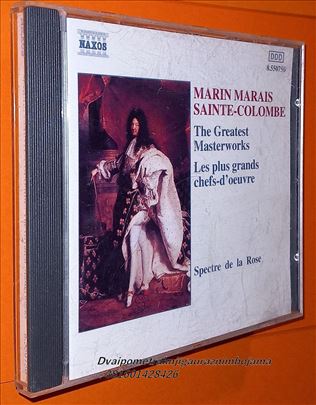 NAXOS
DDD
8.550750
MARIN MARAIS
SAINTE-COLOMBE
The Greatest
Masterworks
Les plus grands
chefs-d'oeuvre
Spectre de la Rose